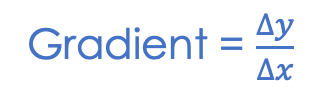 Gradient = Δy/Δx